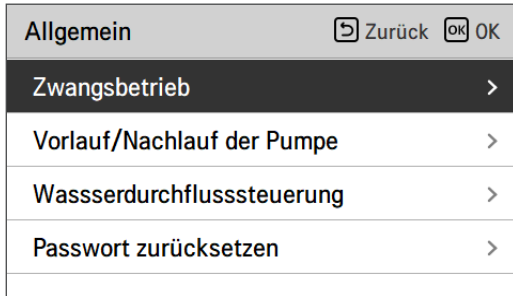 Allgemein Zurück OK OK
Zwangsbetrieb
Vorlauf/Nachlauf der Pumpe
Wassserdurchflusssteuerung
Passwort zurücksetzen